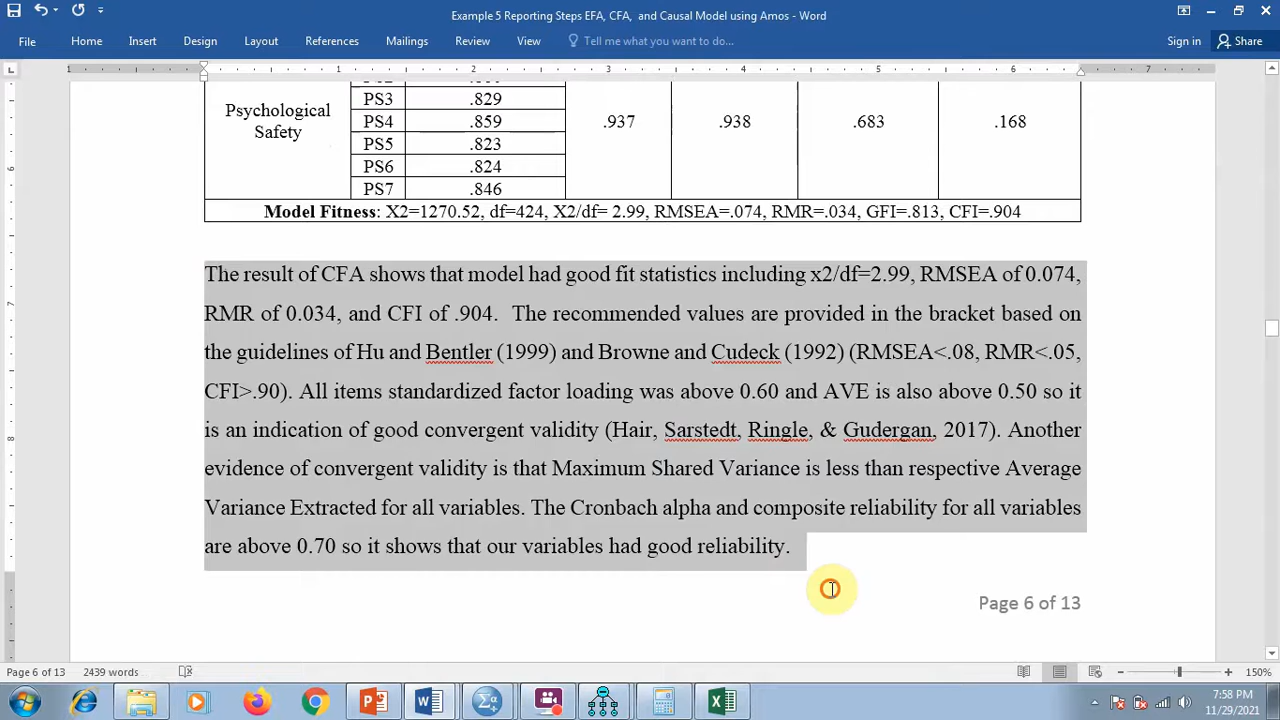 Example 5 Reporting Steps EFA, CFA,  and Causal Model using Amos - Word
File Home Insert Design Layout References Mailings Review View Tell me what you want to do... Sign in Share
1 1 2 3 4 5 6 7
Psychological Safety
PS3 .829
PS4 .859 .937 .938 .683 .168
PS5 .823
PS6 .824
PS7 .846
Model Fitness: X2=1270.52, df=424, X2/df= 2.99, RMSEA=.074, RMR=.034, GFI=.813, CFI=.904
The result of CFA shows that model had good fit statistics including x2/df=2.99, RMSEA of 0.074,
RMR of 0.034, and CFI of .904.  The recommended values are provided in the bracket based on
the guidelines of Hu and Bentler (1999) and Browne and Cudeck (1992) (RMSEA<.08, RMR<.05,
CFI>.90). All items standardized factor loading was above 0.60 and AVE is also above 0.50 so it
is an indication of good convergent validity (Hair, Sarstedt, Ringle, & Gudergan, 2017). Another
evidence of convergent validity is that Maximum Shared Variance is less than respective Average
Variance Extracted for all variables. The Cronbach alpha and composite reliability for all variables
are above 0.70 so it shows that our variables had good reliability.
Page 6 of 13
6
7
8
Page 6 of 13 2439 words 150%
7:58 PM
11/29/2021